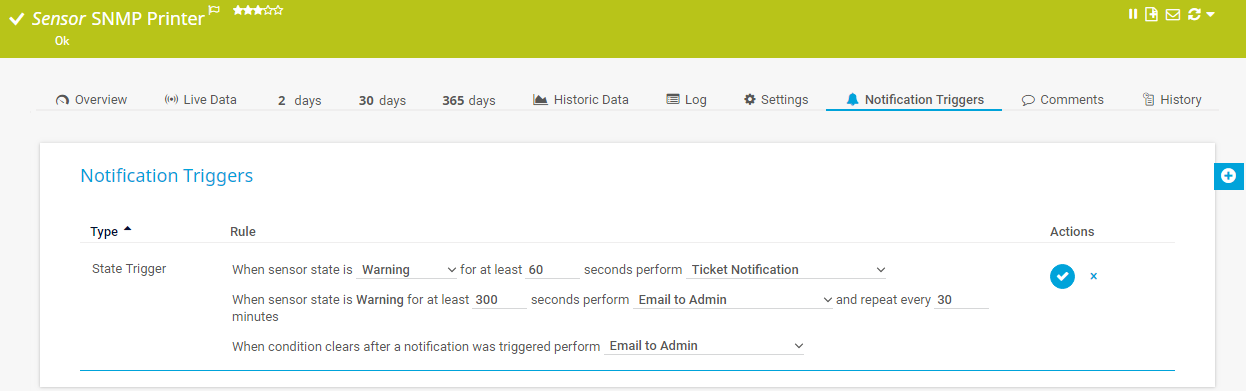 Sensor SNMP Printer
Ok
Overview Live Data 2 days 30 days 365 days Historic Data Log Settings Notification Triggers Comments History
Notification Triggers
Type Rule Actions
State Trigger When sensor state is Warning for at least 60 seconds perform Ticket Notification
When sensor state is Warning for at least 300 seconds perform Email to Admin and repeat every 30
minutes
When condition clears after a notification was triggered perform Email to Admin